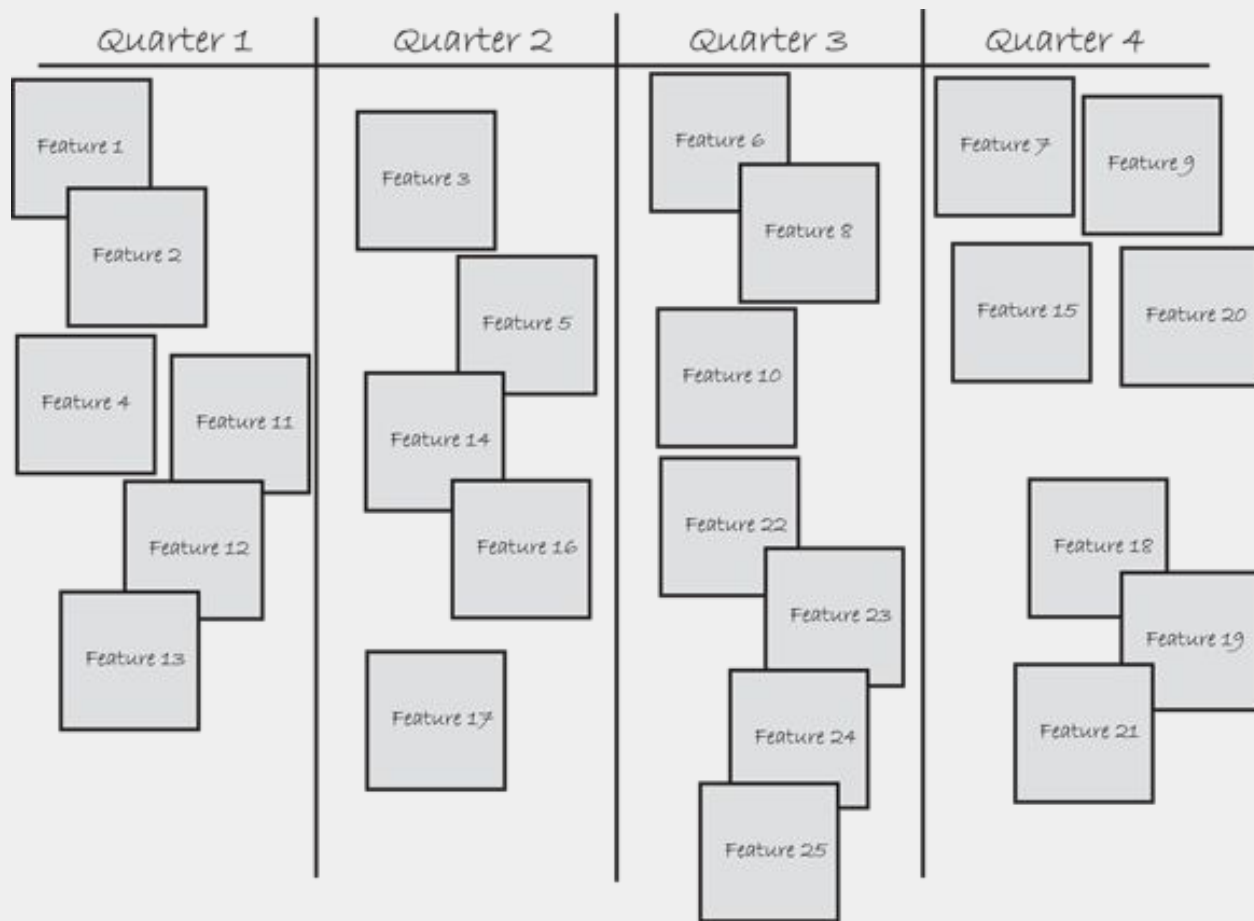 Quarter 1
Quarter 2
Quarter 3
Quarter 4
Feature 1
Feature 2
Feature 4
Feature 11
Feature 12
Feature 13
Feature 3
Feature 5
Feature 14
Feature 16
Feature 17
Feature 6
Feature 8
Feature 10
Feature 22
Feature 23
Feature 24
Feature 25
Feature 7
Feature 9
Feature 15
Feature 20
Feature 18
Feature 19
Feature 21